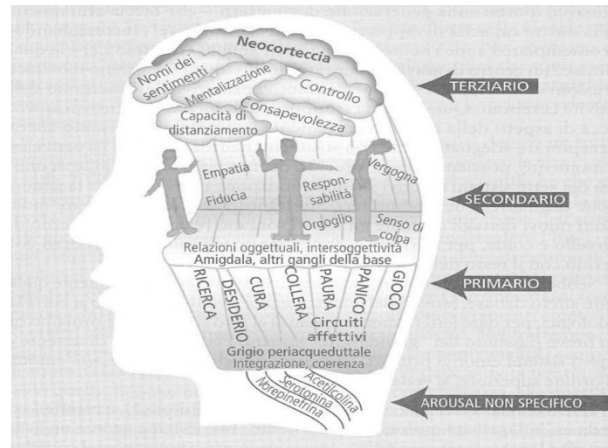 Neocorteccia
Nomi dei
sentimenti
Mentalizzazione
Controllo
Capacità di
distanziamento
Consapevolezza
TERZIARIO
Empatia
Fiducia
Respon-
sabilità
Vergogna
Orgoglio
Senso di
colpa
SECONDARIO
Relazioni oggettuali, intersoggettività
Amigdala, altri gangli della base
PRIMARIO
RICERCA
DESIDERIO
CURA
COLLERA
PAURA
PANICO
GIOCO
Circuiti
affettivi
Grigio periacqueduttale
Integrazione, coerenza
Acetilcolina
Serotonina
Norepinefrina
AROUSAL NON SPECIFICO